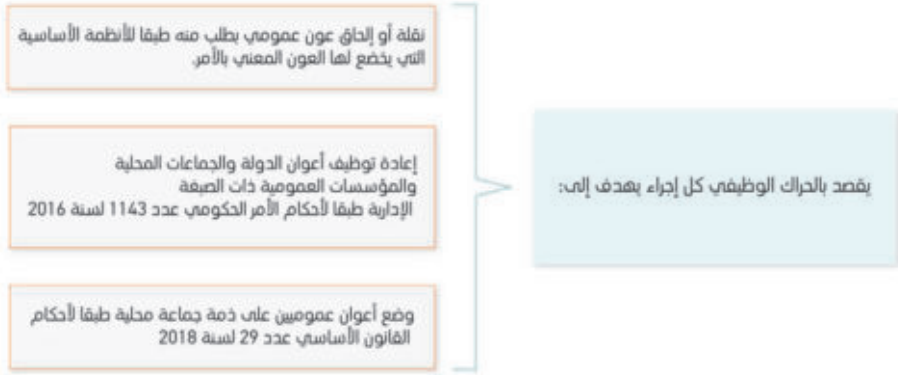 يقصد بالحراك الوظيفي كل إجراء يهدف إلى:
نقلة أو إلحاق عون عمومي بطلب منه طبقا للأنظمة الأساسية
التي يخضع لها العون المعني بالأمر.
إعادة توظيف أعوان الدولة والجماعات المحلية
والمؤسسات العمومية ذات الصبغة
الإدارية طبقا لأحكام الأمر الحكومي عدد 1143 لسنة 2016
وضع أعوان عموميين على ذمة جماعة محلية طبقا لأحكام
القانون الأساسي عدد 29 لسنة 2018